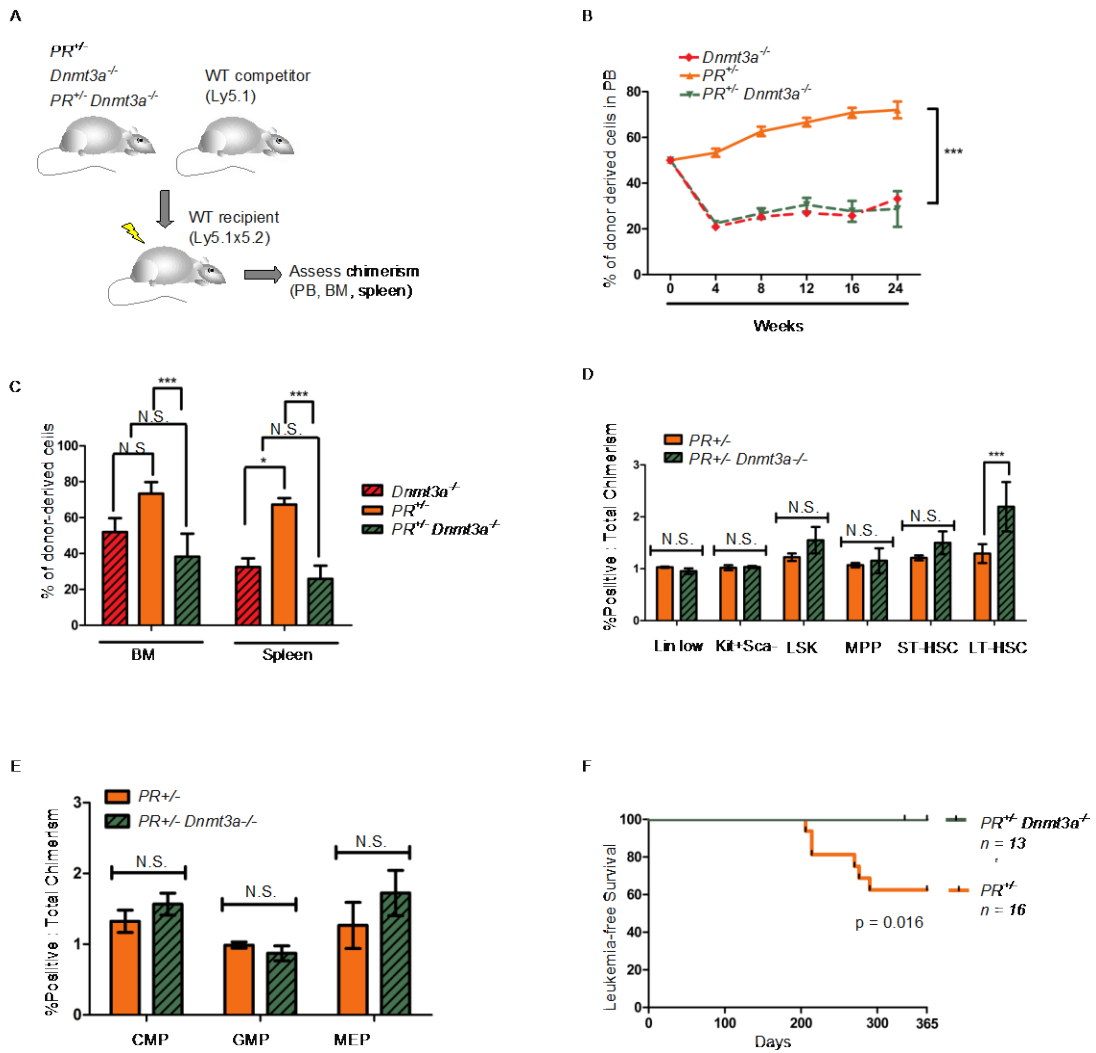 A
PR+/-
Dnmt3a-/-
PR+/- Dnmt3a-/-
WT competitor
(Ly5.1)
WT recipient
(Ly5.1x5.2)
Assess chimerism
(PB, BM, spleen)
B
Dnmt3a-/-
PR+/-
PR+/- Dnmt3a-/-
% of donor derived cells in PB
80
60
40
20
0
***
0 4 8 12 16 24
Weeks
C
***
***
N.S.
N.S.
N.S
*
% of donor-derived cells
100
80
60
40
20
0
Dnmt3a-/-
PR+/-
PR+/- Dnmt3a-/-
BM Spleen
D
PR+/-
PR+/- Dnmt3a-/-
%Positive : Total Chimerism
3
2
1
0
N.S. N.S. N.S. N.S. N.S. ***
Lin low Kit+Sca- LSK MPP ST-HSC LT-HSC
E
PR+/-
PR+/- Dnmt3a-/-
%Positive : Total Chimerism
3
2
1
0
N.S. N.S. N.S.
CMP GMP MEP
F
Leukemia-free Survival
100
80
60
40
20
0
PR+/- Dnmt3a-/-
n = 13
,
PR+/-
n = 16
p = 0.016
0 100 200 300 365
Days